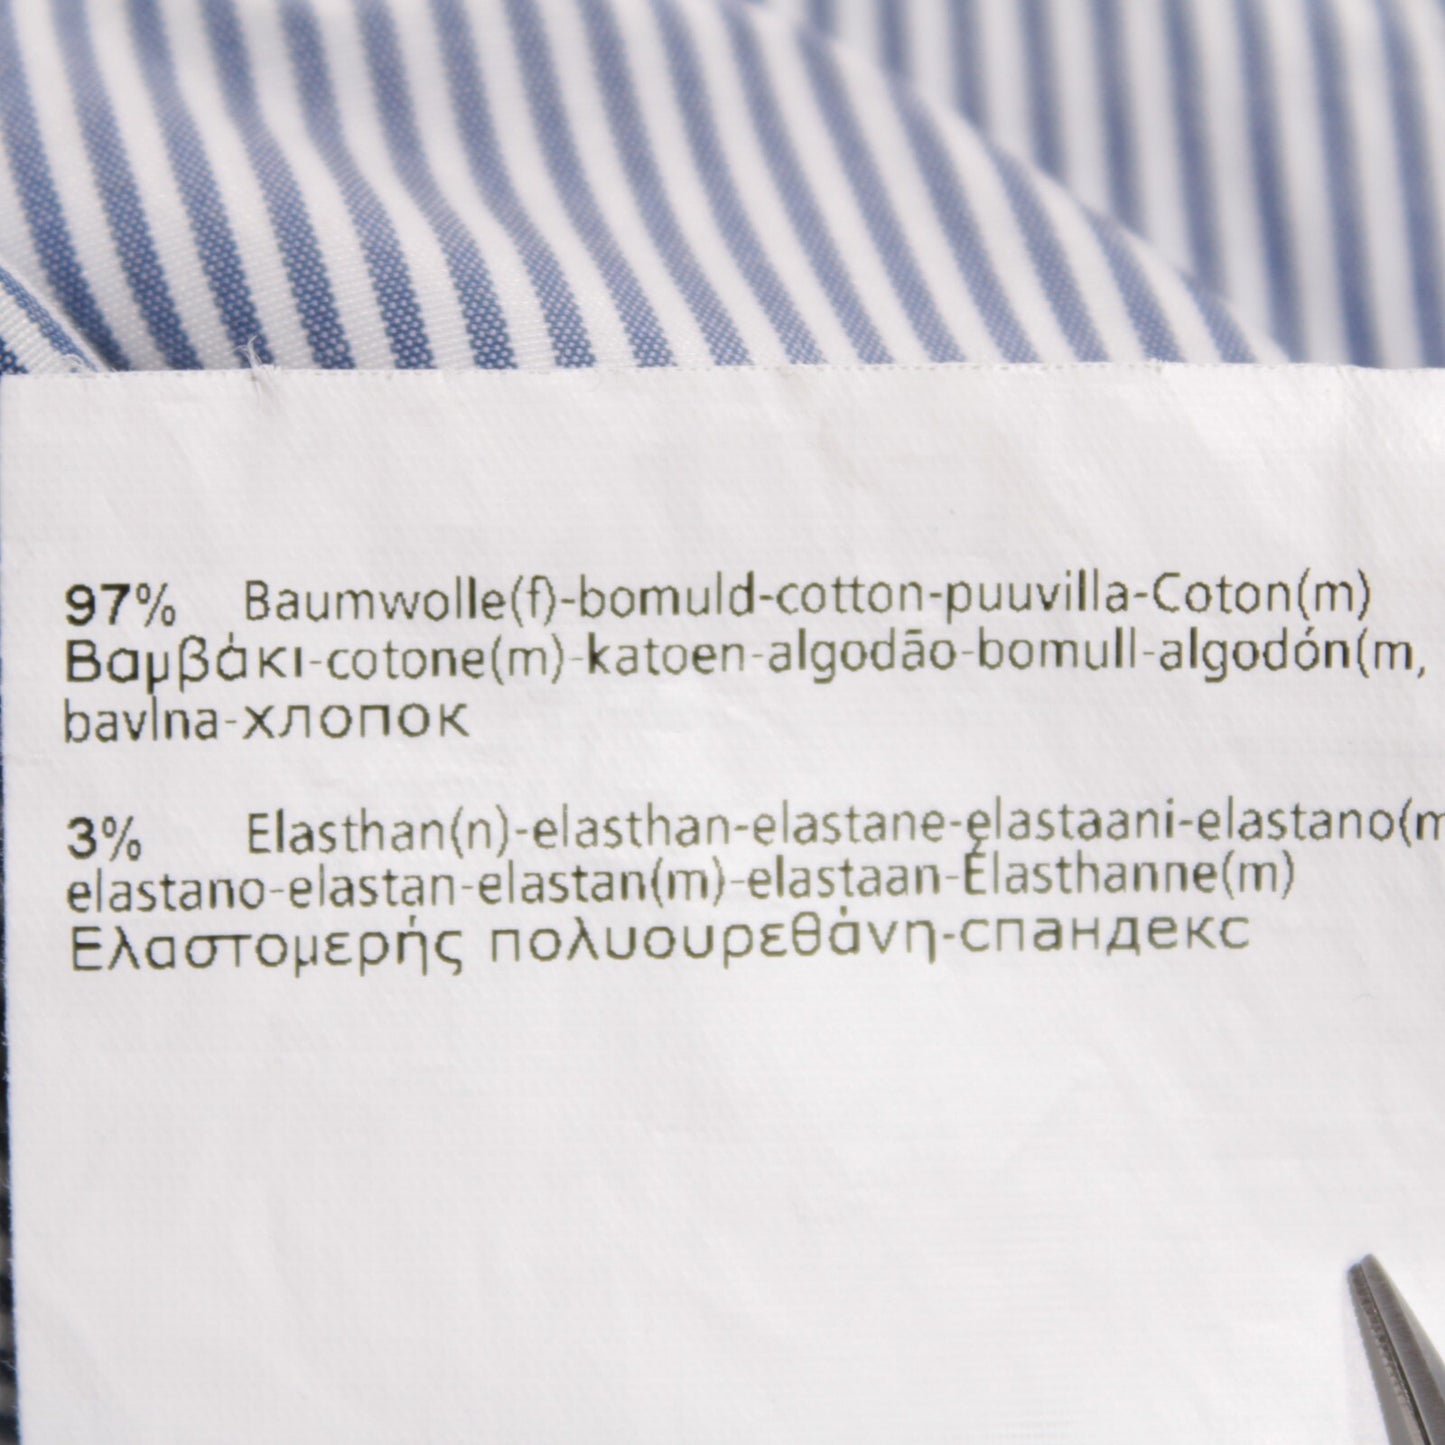 97% Baumwolle(f)-bomuld-cotton-puuvilla-Coton(m)
Βαμβάκι-cotone(m)-katoen-algodão-bomull-algodón(m,
bavlna-хлопок
3% Elasthan(n)-elasthan-elastane-elastaani-elastano(m
elastano-elastan-elastan(m)-elastaan-Élasthanne(m)
Ελαστομερής πολυουρεθάνη-спандекс